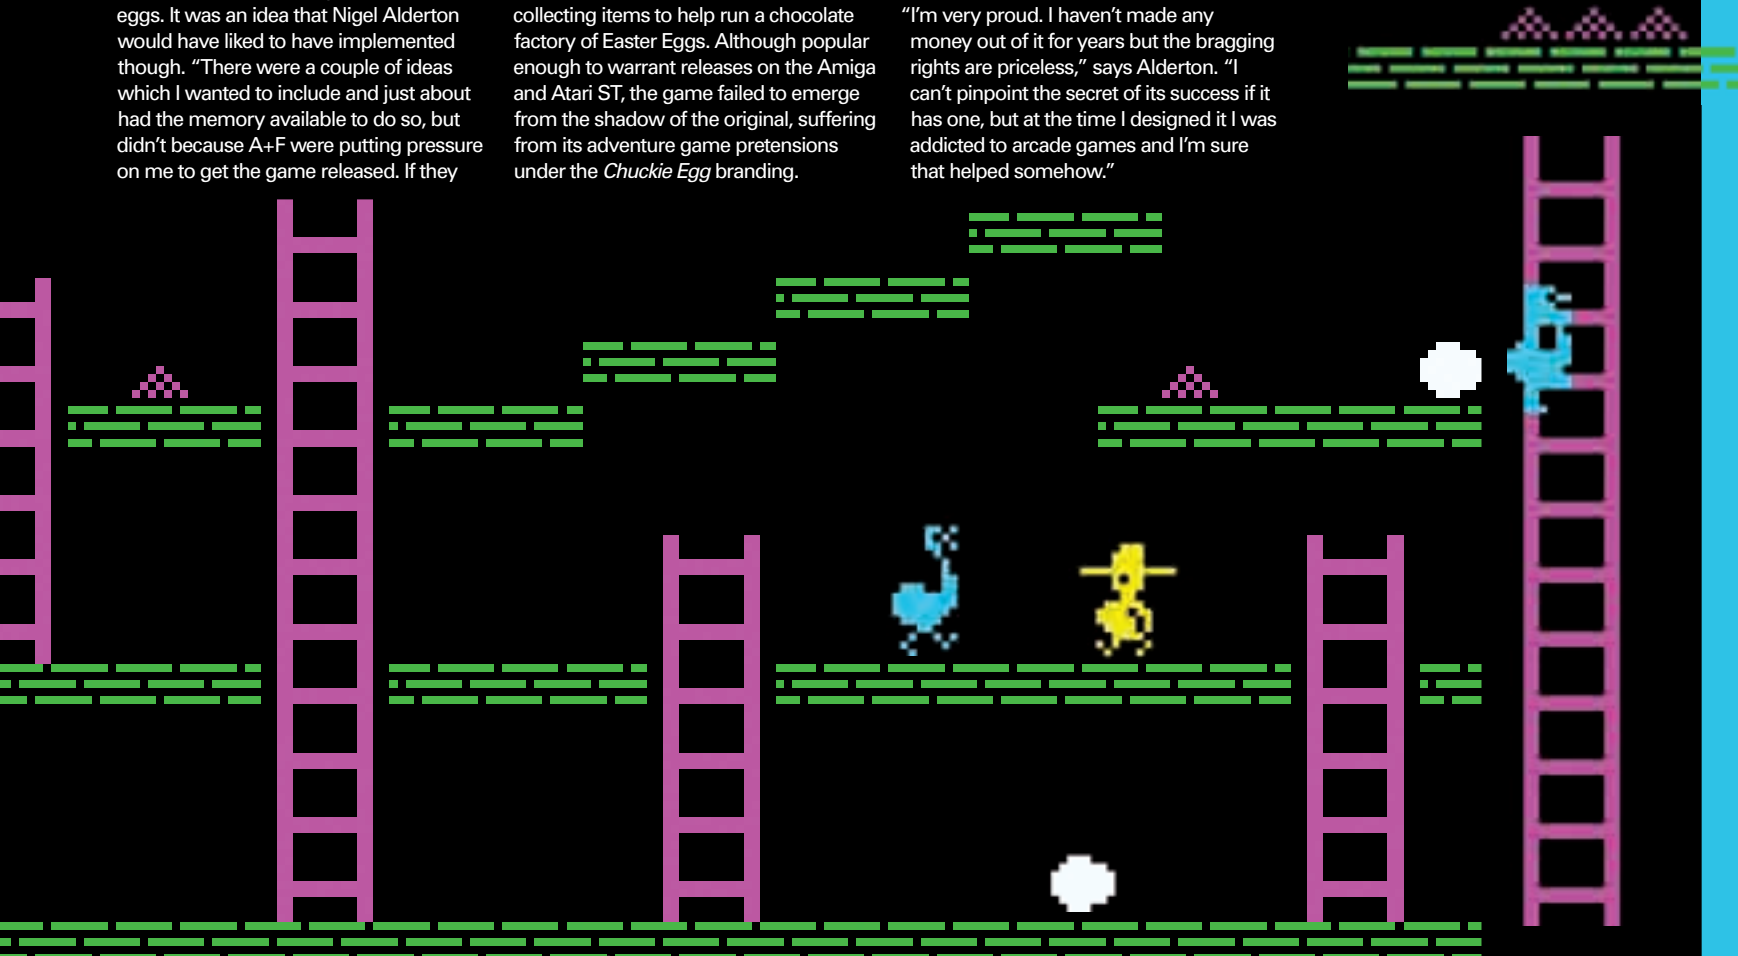 eggs. It was an idea that Nigel Alderton
would have liked to have implemented
though. “There were a couple of ideas
which I wanted to include and just about
had the memory available to do so, but
didn’t because A+F were putting pressure
on me to get the game released. If they
collecting items to help run a chocolate
factory of Easter Eggs. Although popular
enough to warrant releases on the Amiga
and Atari ST, the game failed to emerge
from the shadow of the original, suffering
from its adventure game pretensions
under the Chuckie Egg branding.
“I’m very proud. I haven’t made any
money out of it for years but the bragging
rights are priceless,” says Alderton. “I
can’t pinpoint the secret of its success if it
has one, but at the time I designed it I was
addicted to arcade games and I’m sure
that helped somehow.”